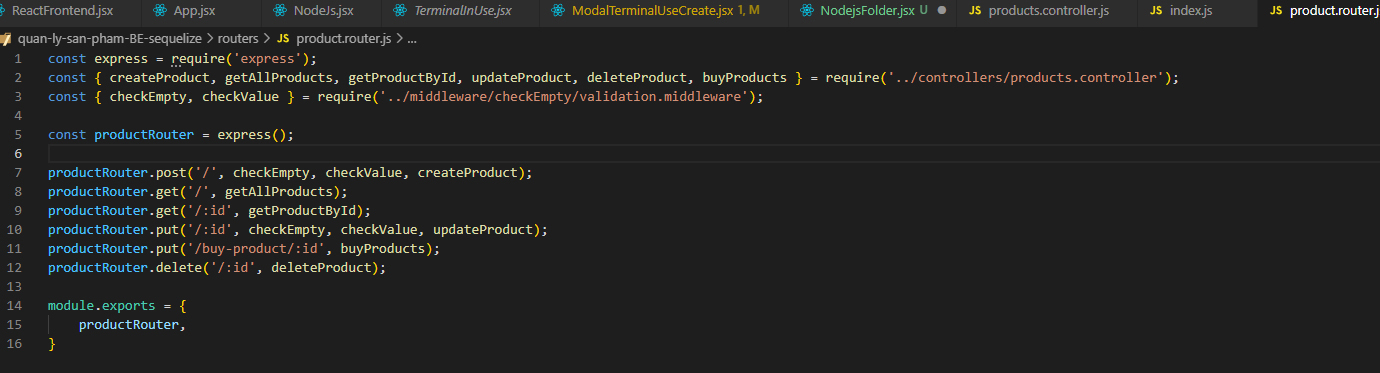 ReactFrontend.jsx App.jsx NodeJs.jsx TerminalInUse.jsx ModalTerminalUseCreate.jsx 1, M NodejsFolder.jsx U products.controller.js JS index.js JS product.router.j
quan-ly-san-pham-BE-sequelize > routers > JS product.router.js > ...
1 const express = require('express');
2 const { createProduct, getAllProducts, getProductById, updateProduct, deleteProduct, buyProducts } = require('../controllers/products.controller');
3 const { checkEmpty, checkValue } = require('../middleware/checkEmpty/validation.middleware');
4
5 const productRouter = express();
6
7 productRouter.post('/', checkEmpty, checkValue, createProduct);
8 productRouter.get('/', getAllProducts);
9 productRouter.get('/:id', getProductById);
10 productRouter.put('/:id', checkEmpty, checkValue, updateProduct);
11 productRouter.put('/buy-product/:id', buyProducts);
12 productRouter.delete('/:id', deleteProduct);
13
14 module.exports = {
15 productRouter,
16 }